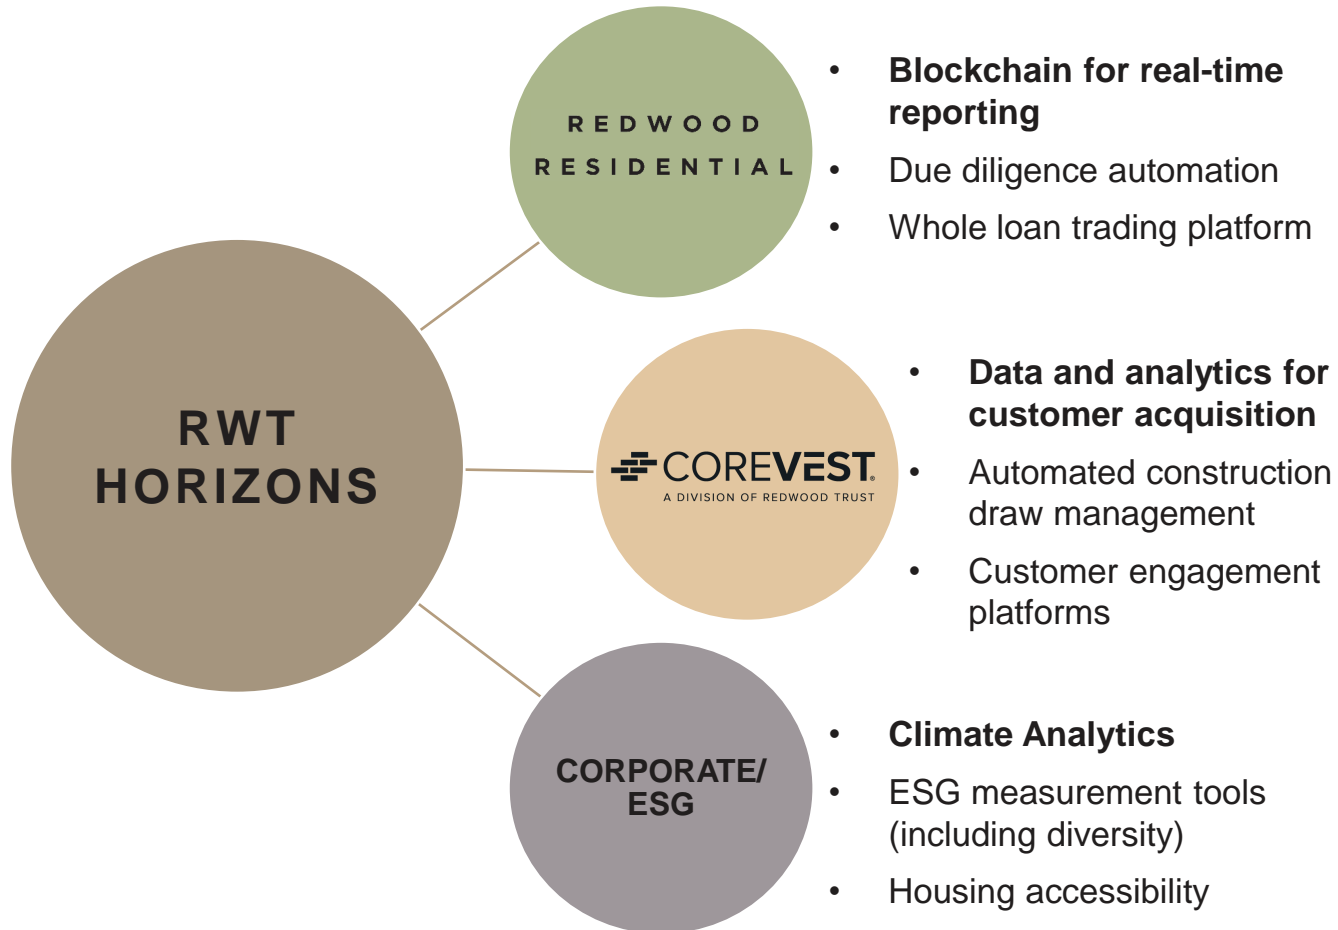 RWT
HORIZONS
REDWOOD
RESIDENTIAL
• Blockchain for real-time
reporting
• Due diligence automation
• Whole loan trading platform
COREVEST®
A DIVISION OF REDWOOD TRUST
• Data and analytics for
customer acquisition
• Automated construction
draw management
• Customer engagement
platforms
CORPORATE/
ESG
• Climate Analytics
• ESG measurement tools
(including diversity)
• Housing accessibility